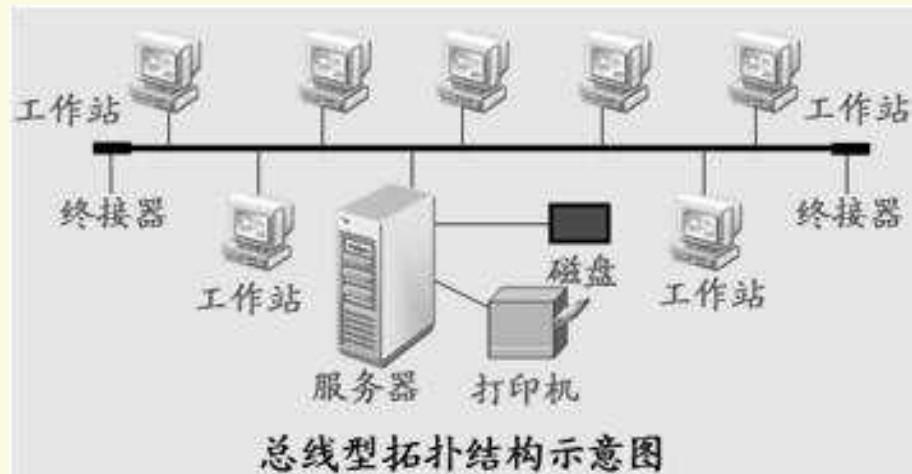 工作站
工作站
终接器
终接器
磁盘
工作站
工作站
服务器
打印机
总线型拓扑结构示意图